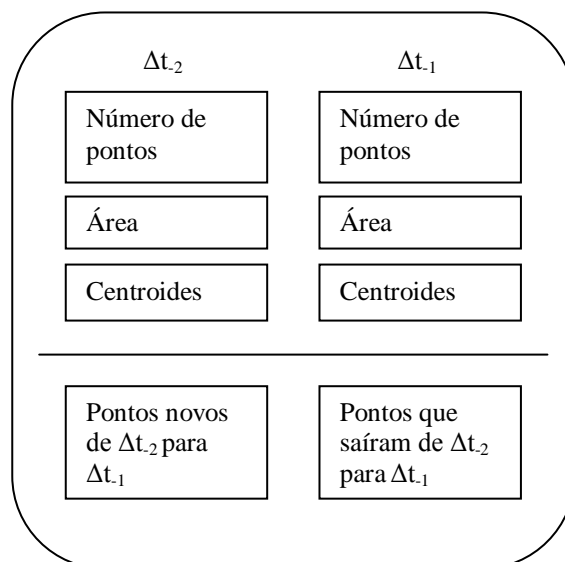 Δt-2
Δt-1
Número de
pontos
Número de
pontos
Área
Área
Centroides
Centroides
Pontos novos
de Δt-2 para
Δt-1
Pontos que
saíram de Δt-2
para Δt-1